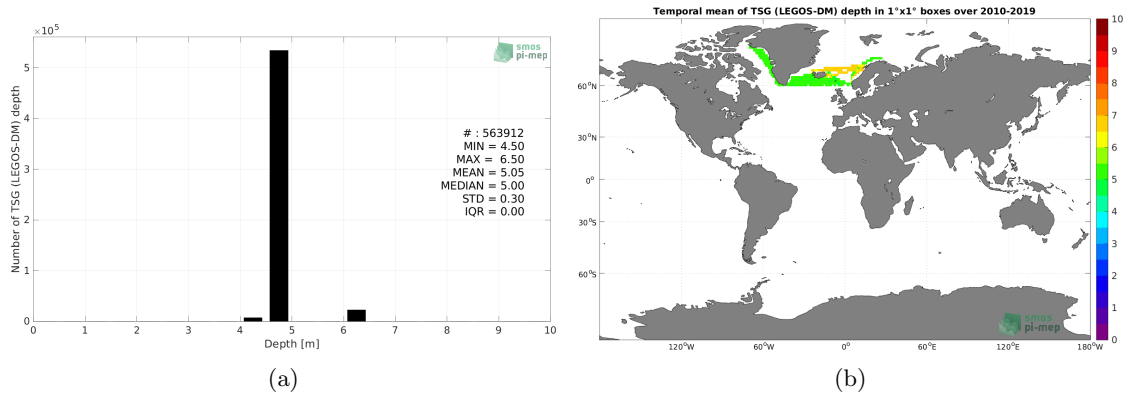 ×10⁵
smos
pi-mep
Number of TSG (LEGOS-DM) depth
5
4
3
2
1
0
# : 563912
MIN = 4.50
MAX = 6.50
MEAN = 5.05
MEDIAN = 5.00
STD = 0.30
IQR = 0.00
0 1 2 3 4 5 6 7 8 9 10
Depth [m]
(a)
Temporal mean of TSG (LEGOS-DM) depth in 1°x1° boxes over 2010-2019
60°N
30°N
0°
30°S
60°S
120°W 60°W 0° 60°E 120°E 180°W
smos
pi-mep
10
9
8
7
6
5
4
3
2
1
0
(b)